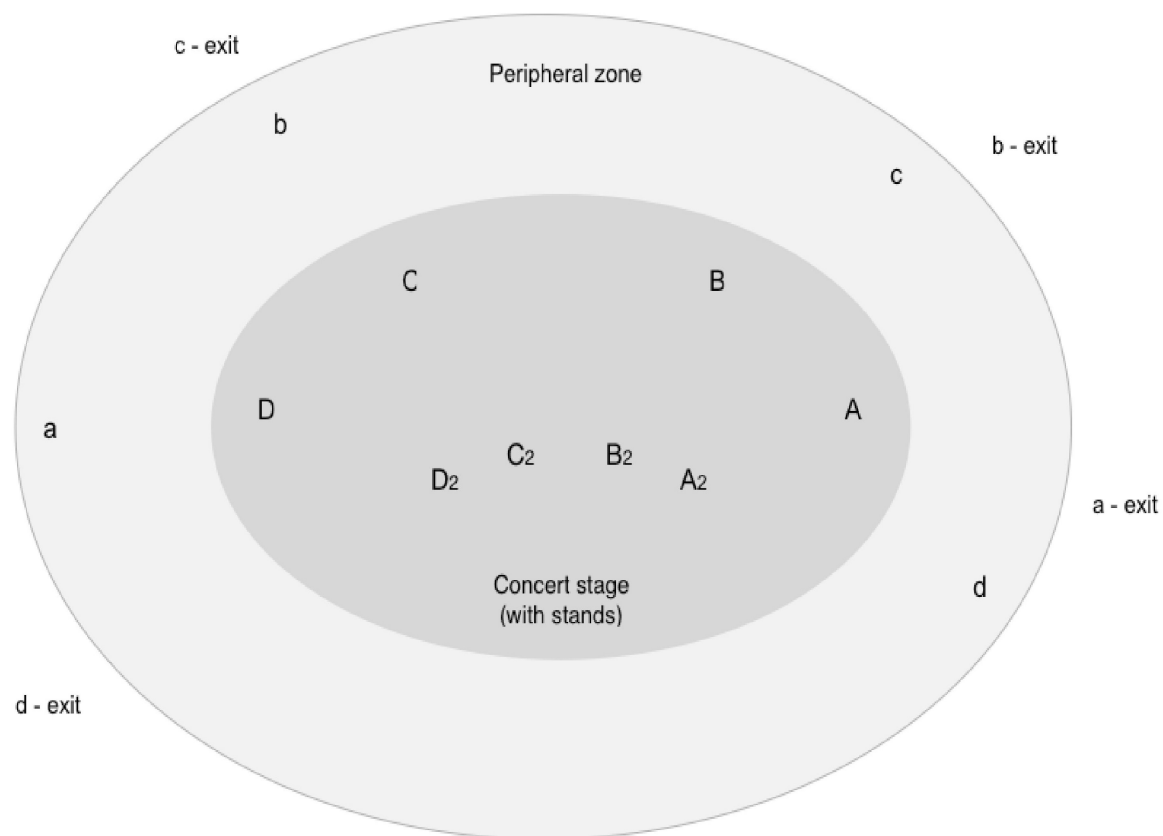 c - exit
Peripheral zone
b
b - exit
c
C
B
D
A
a
C2
B2
D2
A2
a - exit
Concert stage
(with stands)
d
d - exit